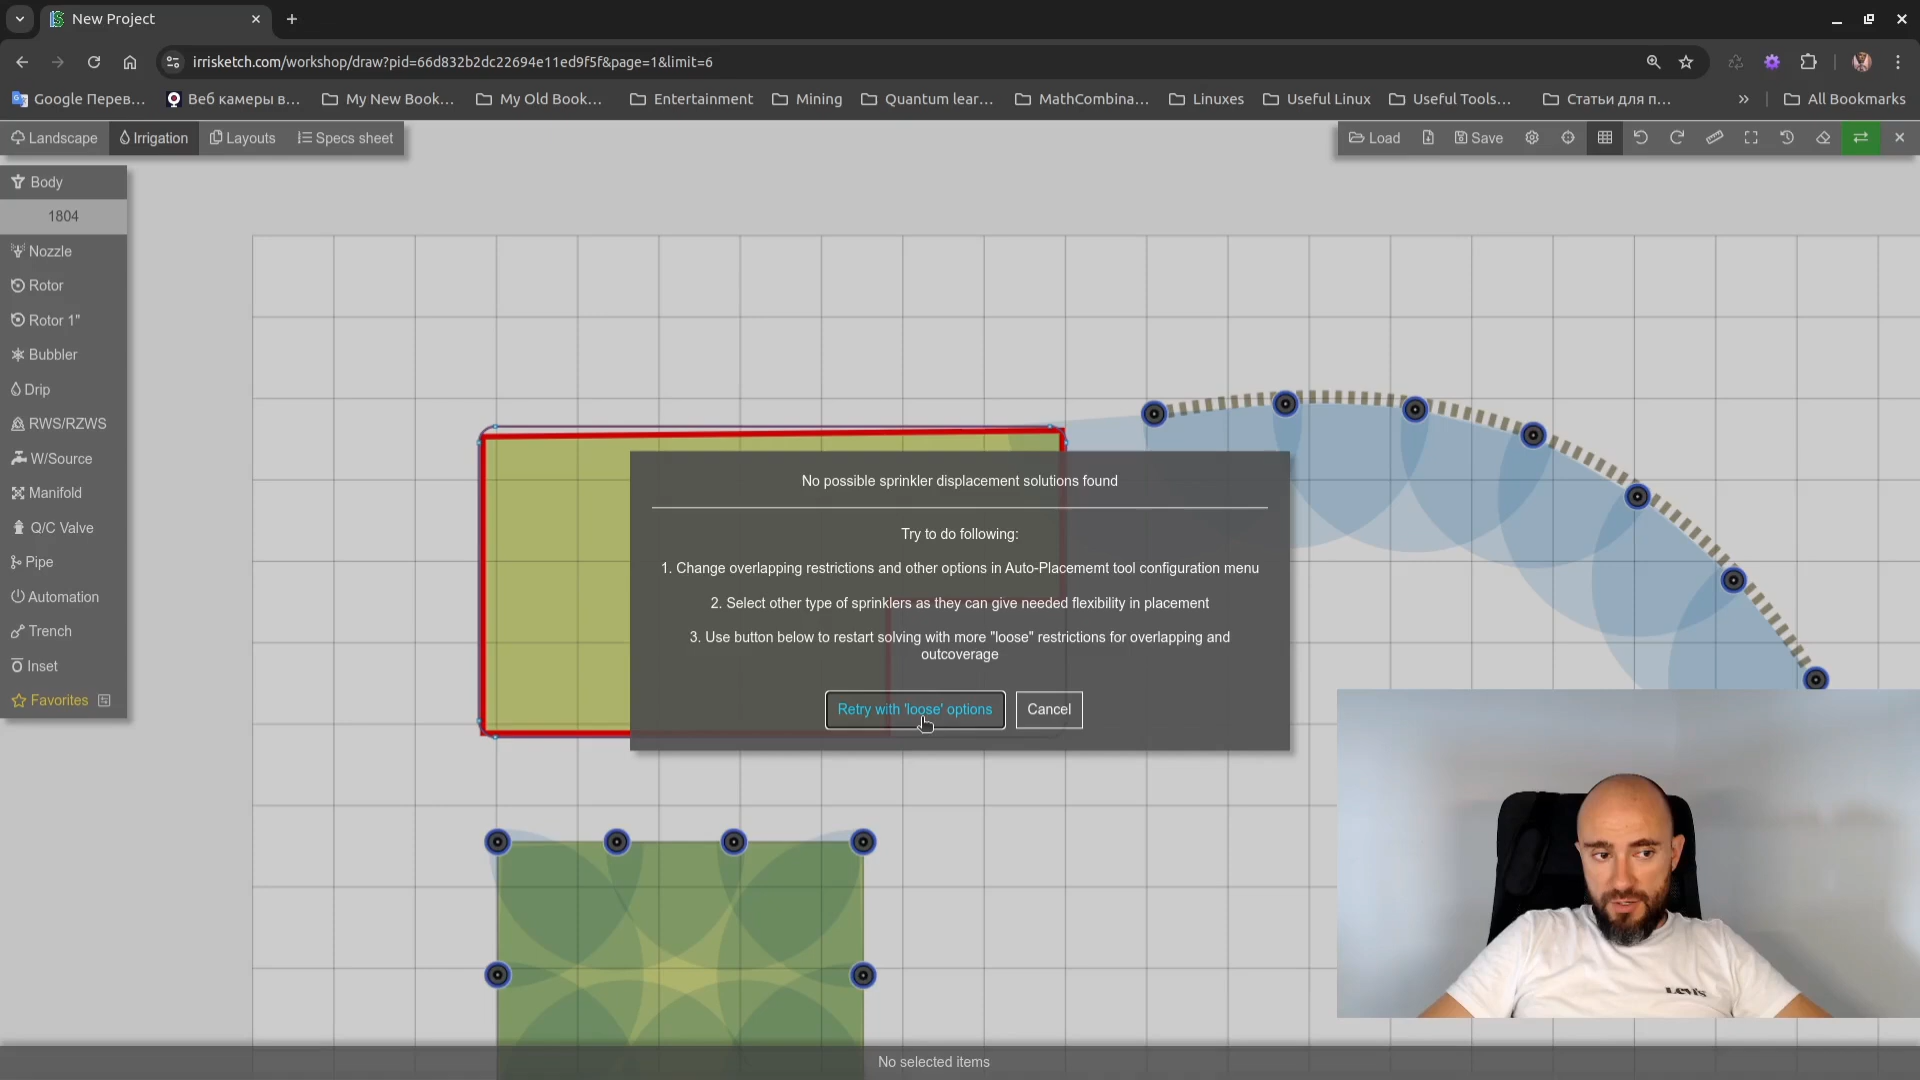 New Project
irrisketch.com/workshop/draw?pid=66d832b2dc22694e11ed9f5f&page=1&limit=6
Google Перев...
Веб камеры в...
My New Book...
My Old Book...
Entertainment
Mining
Quantum lear...
MathCombina...
Linuxes
Useful Linux
Useful Tools...
Статьи для п...
All Bookmarks
Landscape
Irrigation
Layouts
Specs sheet
Load
Save
Body
1804
Nozzle
Rotor
Rotor 1"
Bubbler
Drip
RWS/RZWS
W/Source
Manifold
Q/C Valve
Pipe
Automation
Trench
Inset
Favorites
No possible sprinkler displacement solutions found
Try to do following:
1. Change overlapping restrictions and other options in Auto-Placememt tool configuration menu
2. Select other type of sprinklers as they can give needed flexibility in placement
3. Use button below to restart solving with more "loose" restrictions for overlapping and
outcoverage
Retry with 'loose' options
Cancel
Levi's
No selected items